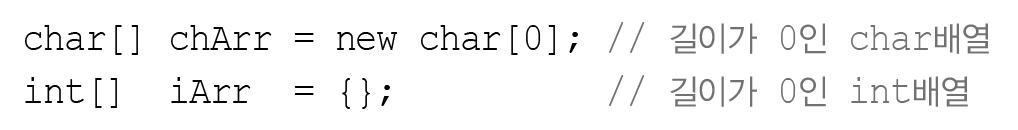 char[] chArr = new char[0]; // 길이가 0인 char배열
int[]  iArr  = {};          // 길이가 0인 int배열